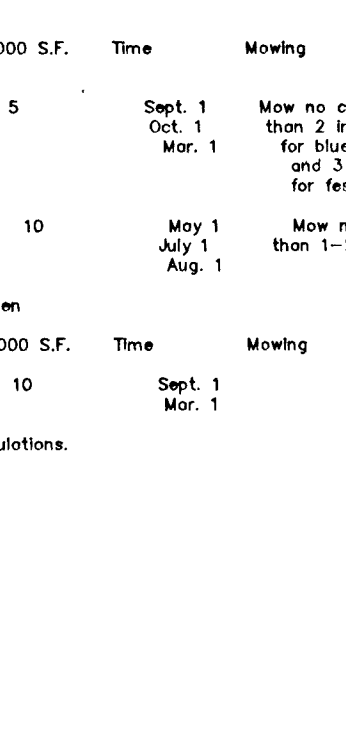 000 S.F. Time Mowing
5 Sept. 1 Mow no c
Oct. 1 than 2 in
Mar. 1 for blue
and 3
for fes
10 May 1 Mow n
July 1 than 1-
Aug. 1
en
000 S.F. Time Mowing
10 Sept. 1
Mar. 1
ulations.